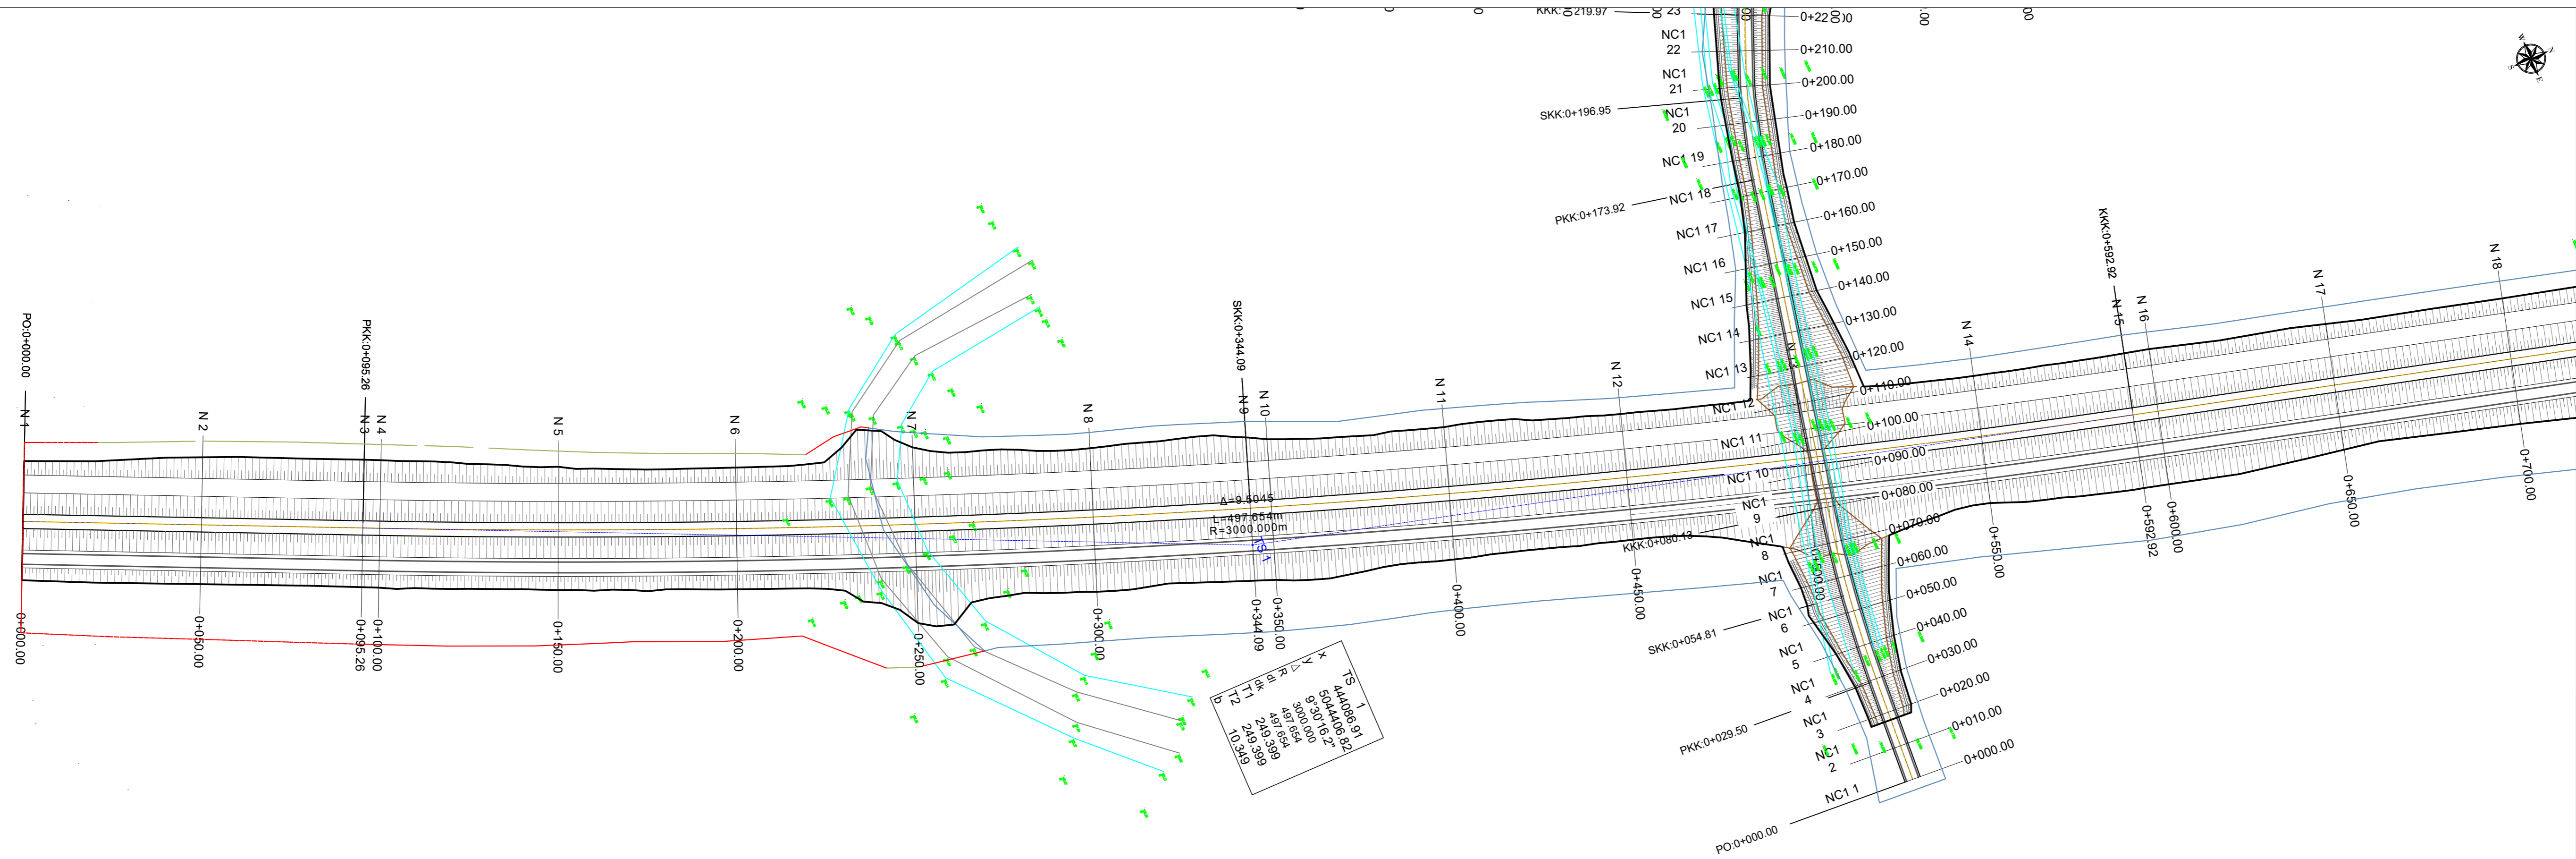 PO:0+000.00
N 1
N 2
PKK:0+095.26
N 3
N 4
N 5
N 6
N 7
N 8
SKK:0+344.09
N 9
N 10
N 11
N 12
N 13
N 14
KKK:0+592.92
N 15
N 16
N 17
N 18
0+000.00
0+050.00
0+095.26
0+100.00
0+150.00
0+200.00
0+250.00
0+300.00
0+344.09
0+350.00
0+400.00
0+450.00
0+500.00
0+550.00
0+592.92
0+600.00
0+650.00
0+700.00
Δ=9.5045
L=497.654m
R=3000.000m
TS 1
TS 1
x 444086.91
y 5044406.82
△ 9°30'16.2"
R 3000.000
dl 497.654
dk 497.654
T1 249.399
T2 249.399
b 10.349
23
NC1 22
NC1 21
SKK:0+196.95
NC1 20
NC1 19
PKK:0+173.92
NC1 18
NC1 17
NC1 16
NC1 15
NC1 14
NC1 13
NC1 12
NC1 11
NC1 10
NC1 9
KKK:0+080.13
NC1 8
NC1 7
NC1 6
SKK:0+054.81
NC1 5
NC1 4
PKK:0+029.50
NC1 3
NC1 2
NC1 1
PO:0+000.00
0+210.00
0+200.00
0+190.00
0+180.00
0+170.00
0+160.00
0+150.00
0+140.00
0+130.00
0+120.00
0+110.00
0+100.00
0+090.00
0+080.00
0+070.00
0+060.00
0+050.00
0+040.00
0+030.00
0+020.00
0+010.00
0+000.00
W
N
S
E